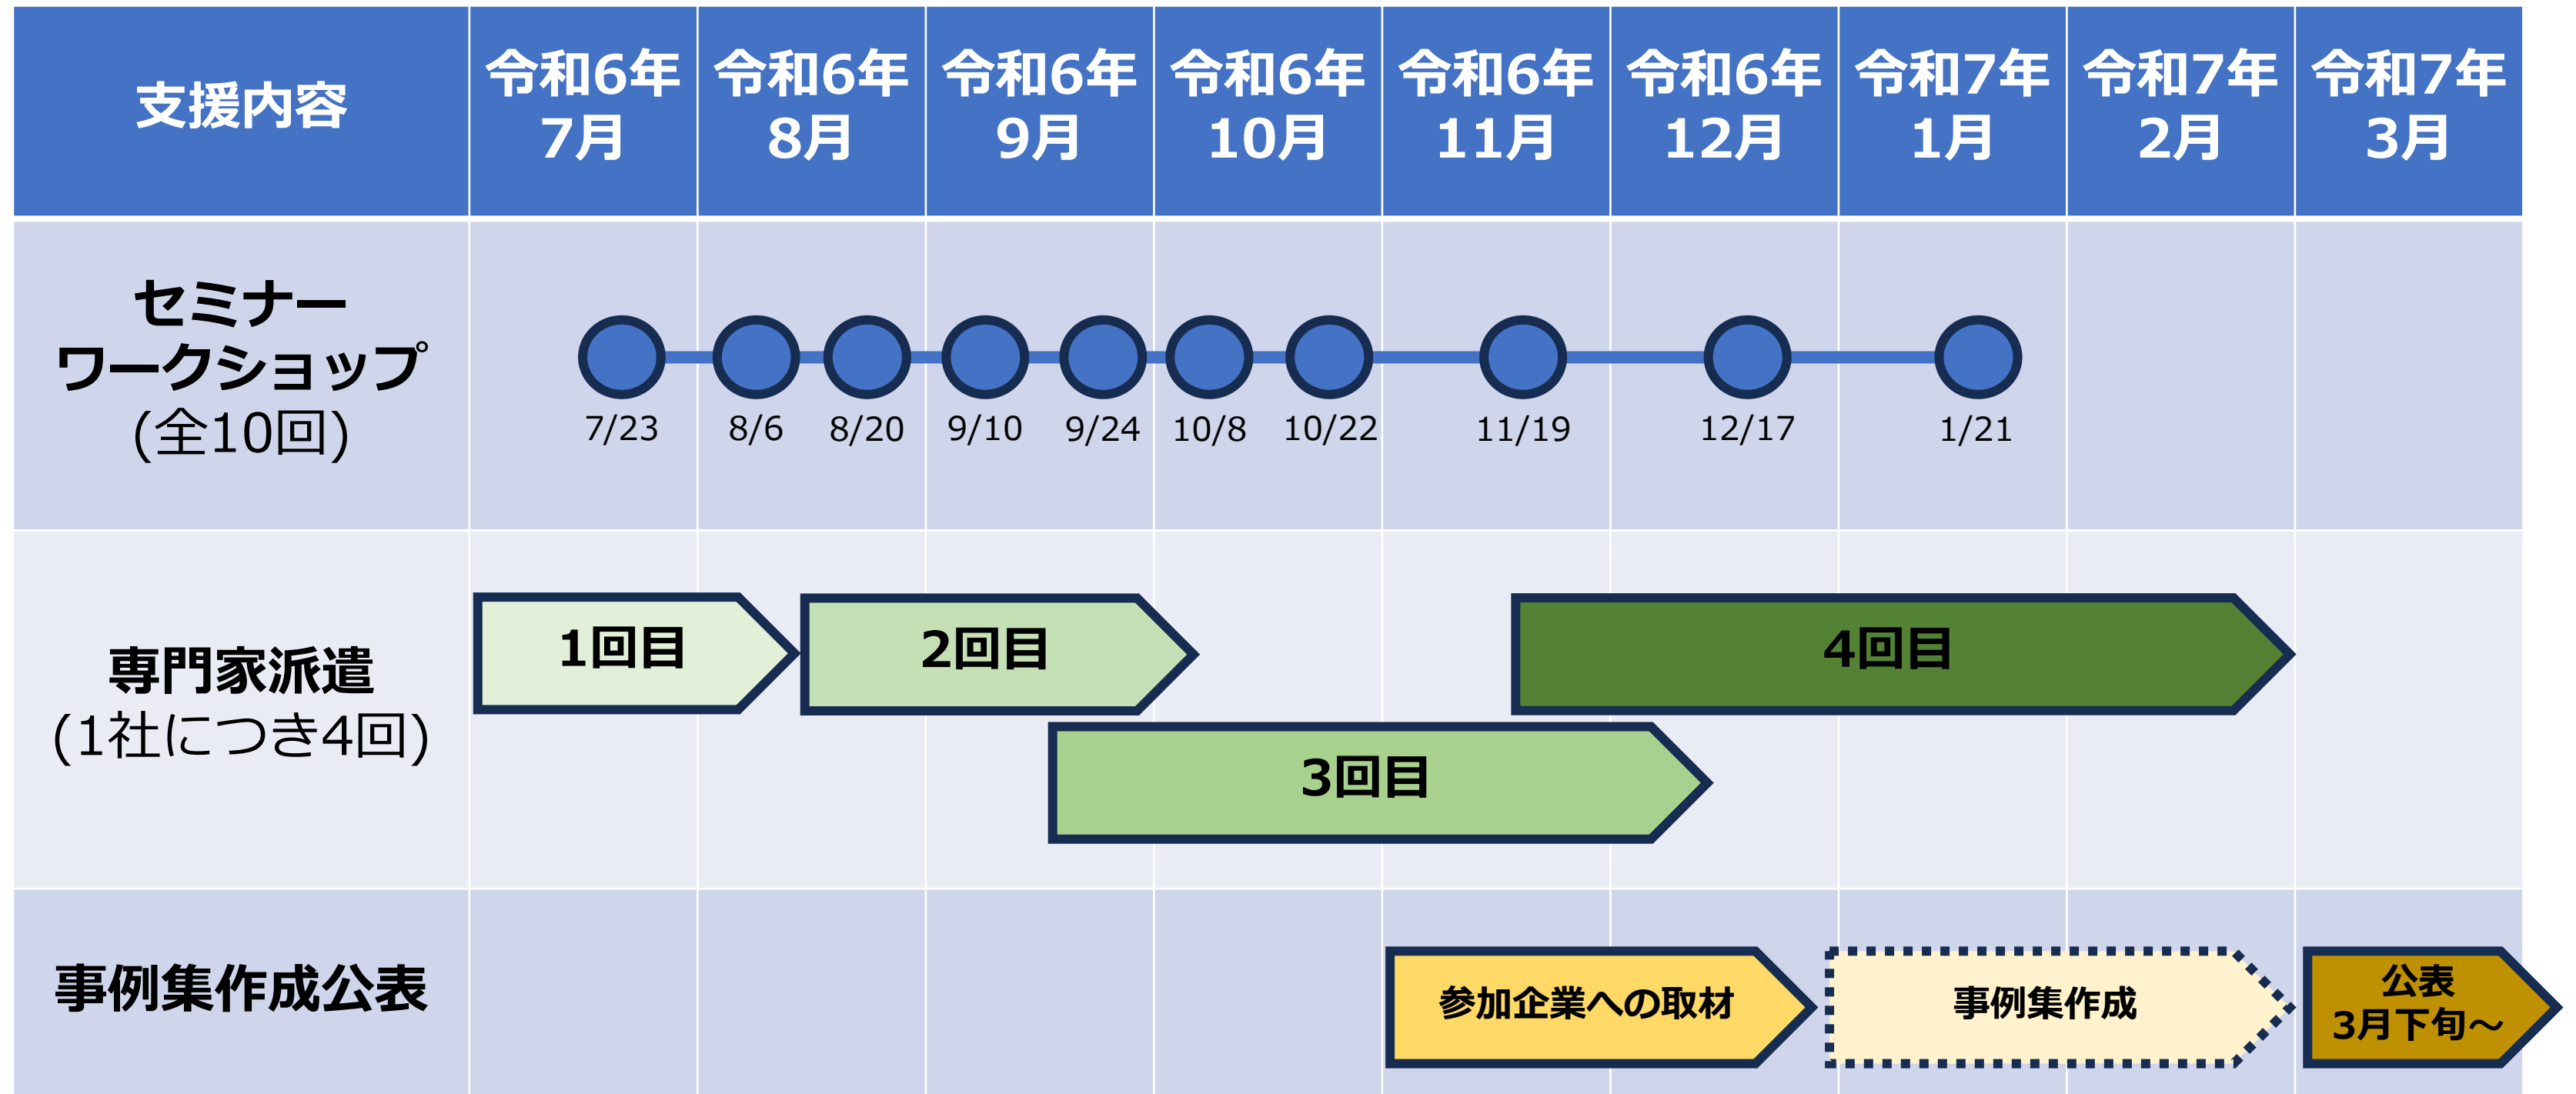 支援内容
令和6年
7月
令和6年
8月
令和6年
9月
令和6年
10月
令和6年
11月
令和6年
12月
令和7年
1月
令和7年
2月
令和7年
3月
セミナー
ワークショップ
(全10回)
7/23
8/6
8/20
9/10
9/24
10/8
10/22
11/19
12/17
1/21
専門家派遣
(1社につき4回)
1回目
2回目
3回目
4回目
事例集作成公表
参加企業への取材
事例集作成
公表
3月下旬～